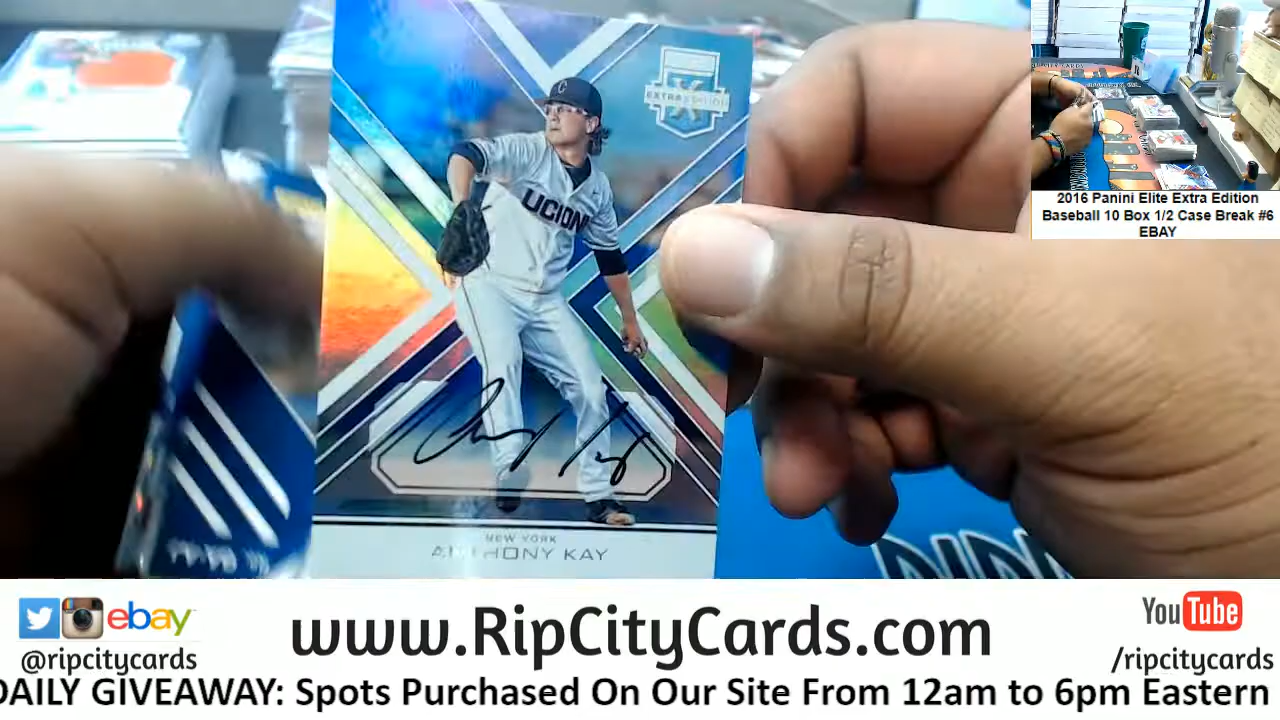 C
EXTRA EDITION
X
UCONN
NEW YORK
ANTHONY KAY
2016 Panini Elite Extra Edition
Baseball 10 Box 1/2 Case Break #6
EBAY
ebay
@ripcitycards
www.RipCityCards.com
YouTube
/ripcitycards
DAILY GIVEAWAY: Spots Purchased On Our Site From 12am to 6pm Eastern